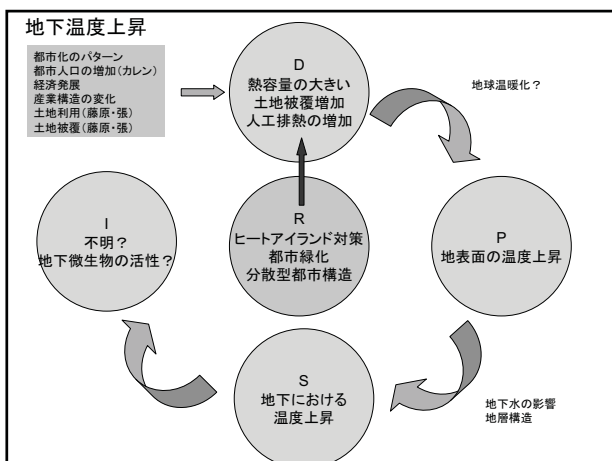 地下温度上昇
都市化のパターン
都市人口の増加(カレン)
経済発展
産業構造の変化
土地利用(藤原・張)
土地被覆(藤原・張)
D
熱容量の大きい
土地被覆増加
人工排熱の増加
地球温暖化?
I
不明?
地下微生物の活性?
R
ヒートアイランド対策
都市緑化
分散型都市構造
P
地表面の温度上昇
S
地下における
温度上昇
地下水の影響
地層構造